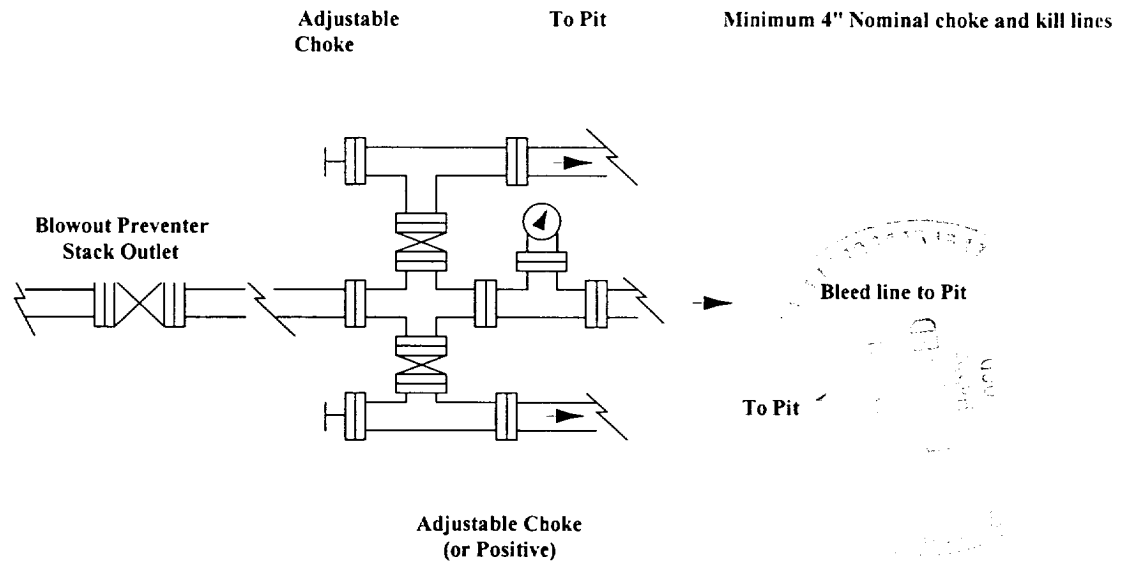 Adjustable
Choke
To Pit
Minimum 4" Nominal choke and kill lines
Blowout Preventer
Stack Outlet
Bleed line to Pit
To Pit
Adjustable Choke
(or Positive)